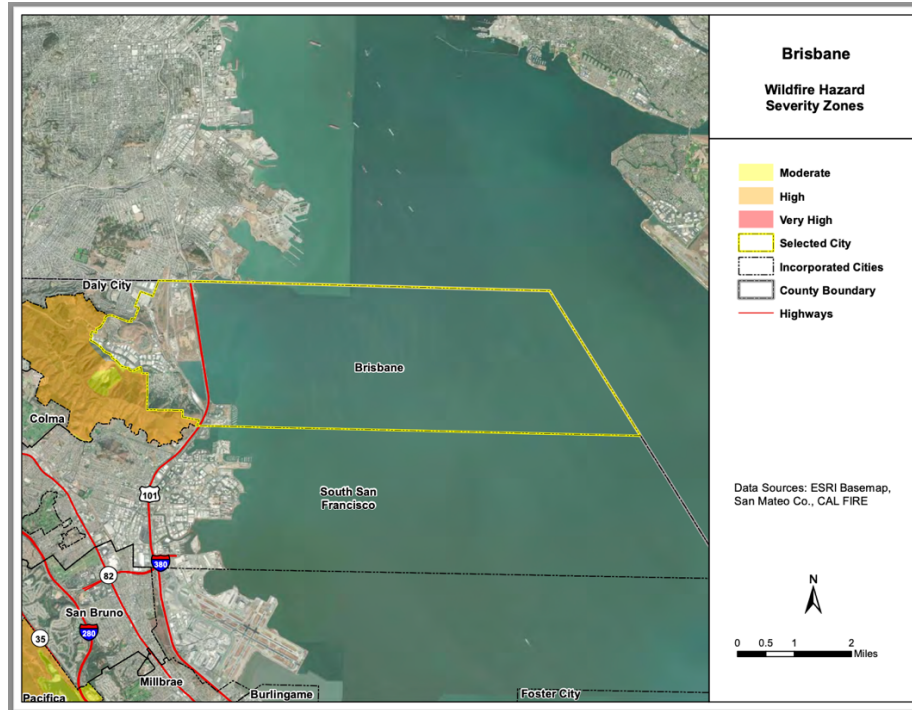 Brisbane
Wildfire Hazard
Severity Zones
Moderate
High
Very High
Selected City
Incorporated Cities
County Boundary
Highways
Data Sources: ESRI Basemap,
San Mateo Co., CAL FIRE
N
0 0.5 1 2
Miles
Daly City
Brisbane
Colma
South San
Francisco
101
380
82
San Bruno
280
35
Millbrae
Pacifica
Burlingame
Foster City